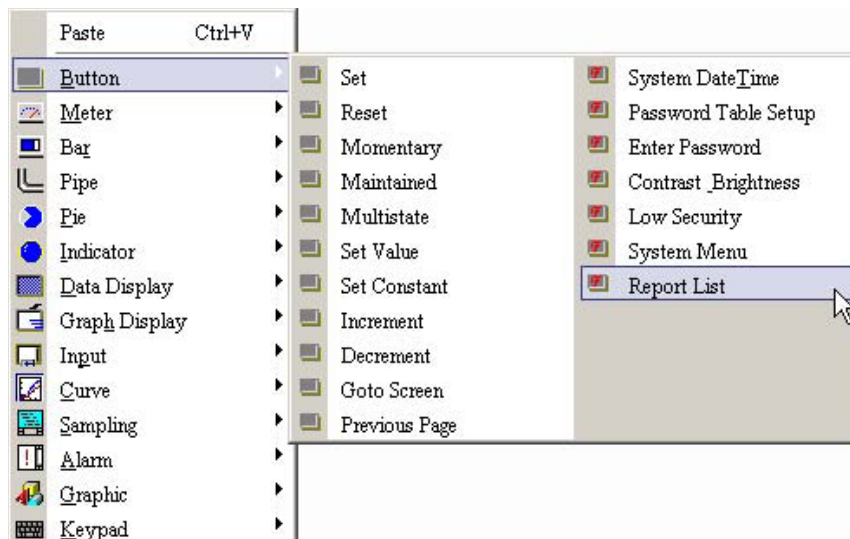 Paste Ctrl+V
Button
Meter
Bar
Pipe
Pie
Indicator
Data Display
Graph Display
Input
Curve
Sampling
Alarm
Graphic
Keypad
Set
Reset
Momentary
Maintained
Multistate
Set Value
Set Constant
Increment
Decrement
Goto Screen
Previous Page
System DateTime
Password Table Setup
Enter Password
Contrast_Brightness
Low Security
System Menu
Report List